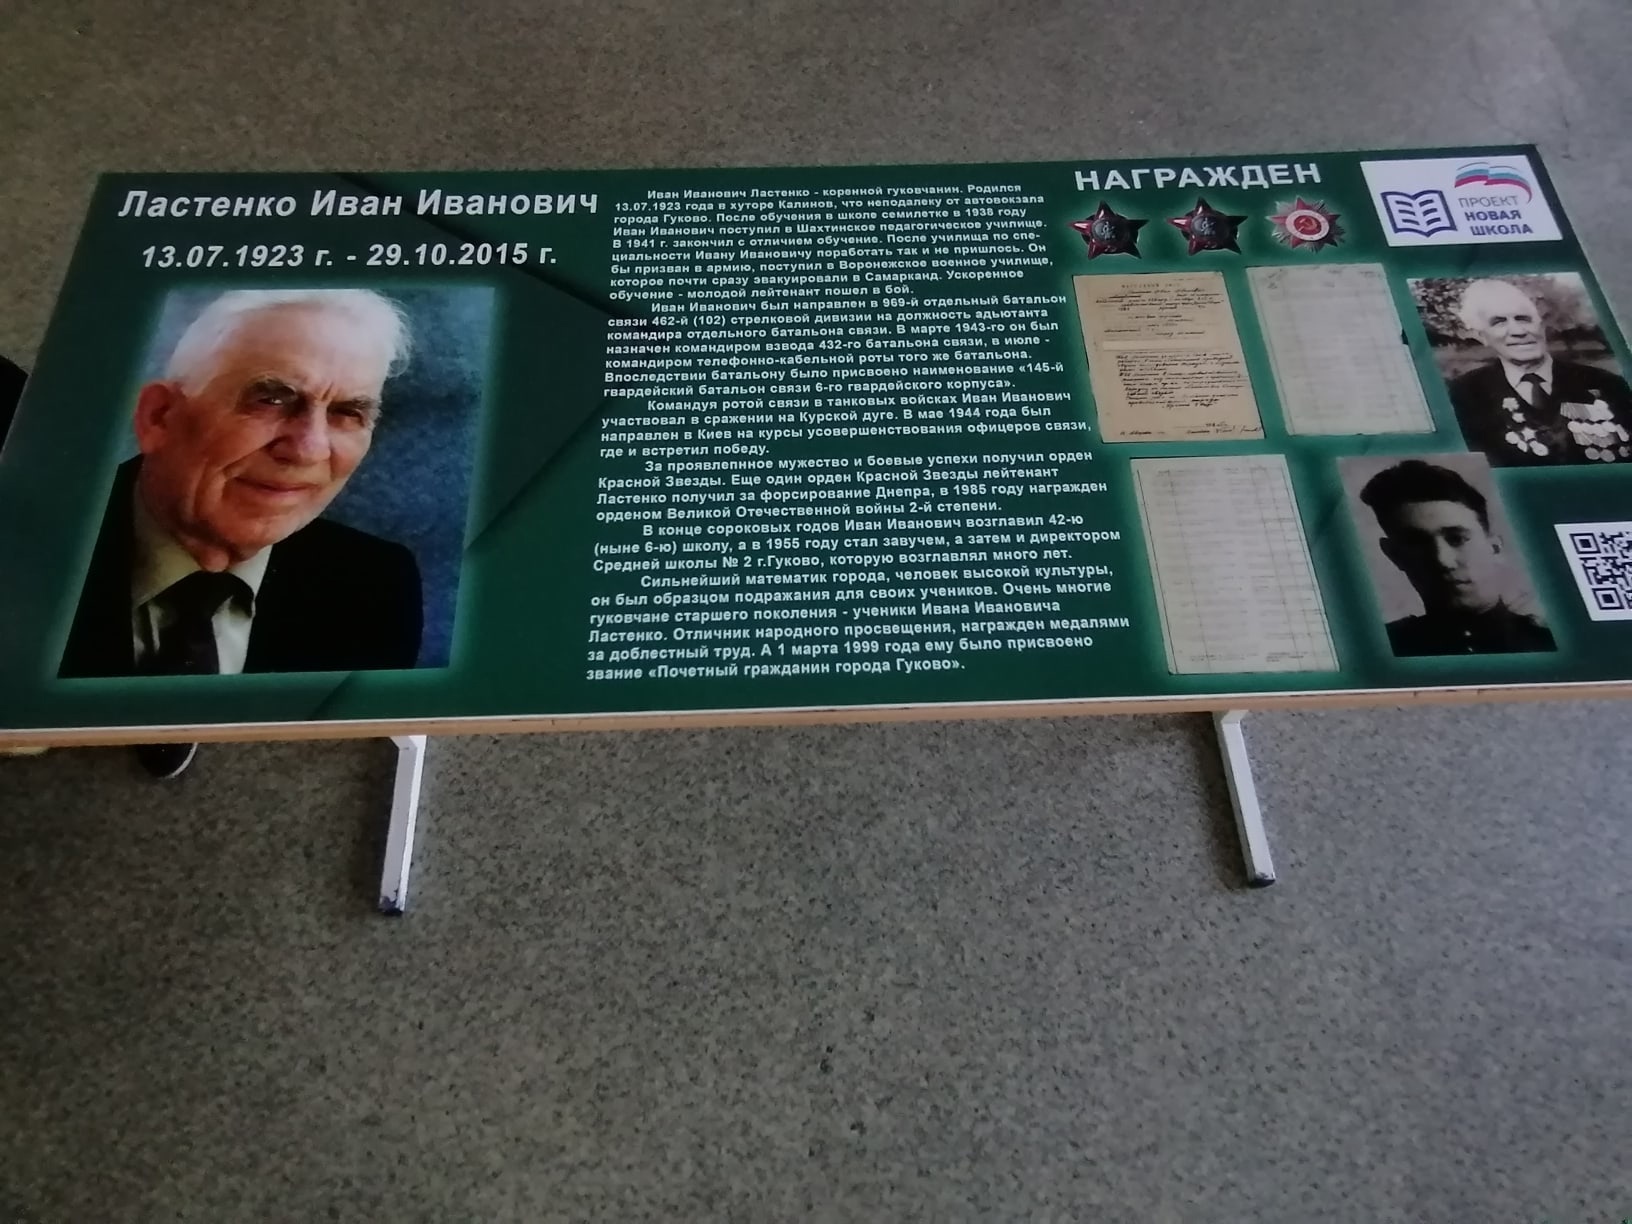 Ластенко Иван Иванович
13.07.1923 г. - 29.10.2015 г.
Иван Иванович Ластенко - коренной гуковчанин. Родился
13.07.1923 года в хуторе Калинов, что неподалеку от автовокзала
города Гуково. После обучения в школе семилетке в 1938 году
Иван Иванович поступил в Шахтинское педагогическое училище.
В 1941 г. закончил с отличием обучение. После училища по спе-
циальности Ивану Ивановичу поработать так и не пришлось. Он
бы призван в армию, поступил в Воронежское военное училище,
которое почти сразу эвакуировали в Самарканд. Ускоренное
обучение - молодой лейтенант пошел в бой.
Иван Иванович был направлен в 969-й отдельный батальон
связи 462-й (102) стрелковой дивизии на должность адъютанта
командира отдельного батальона связи. В марте 1943-го он был
назначен командиром взвода 432-го батальона связи, в июле -
командиром телефонно-кабельной роты того же батальона.
Впоследствии батальону было присвоено наименование «145-й
гвардейский батальон связи 6-го гвардейского корпуса».
Командуя ротой связи в танковых войсках Иван Иванович
участвовал в сражении на Курской дуге. В мае 1944 года был
направлен в Киев на курсы усовершенствования офицеров связи,
где и встретил победу.
За проявлепнное мужество и боевые успехи получил орден
Красной Звезды. Еще один орден Красной Звезды лейтенант
Ластенко получил за форсирование Днепра, в 1985 году награжден
орденом Великой Отечественной войны 2-й степени.
В конце сороковых годов Иван Иванович возглавил 42-ю
(ныне 6-ю) школу, а в 1955 году стал завучем, а затем и директором
Средней школы № 2 г.Гуково, которую возглавлял много лет.
Сильнейший математик города, человек высокой культуры,
он был образцом подражания для своих учеников. Очень многие
гуковчане старшего поколения - ученики Ивана Ивановича
Ластенко. Отличник народного просвещения, награжден медалями
за доблестный труд. А 1 марта 1999 года ему было присвоено
звание «Почетный гражданин города Гуково».
НАГРАЖДЕН
ПРОЕКТ
НОВАЯ
ШКОЛА